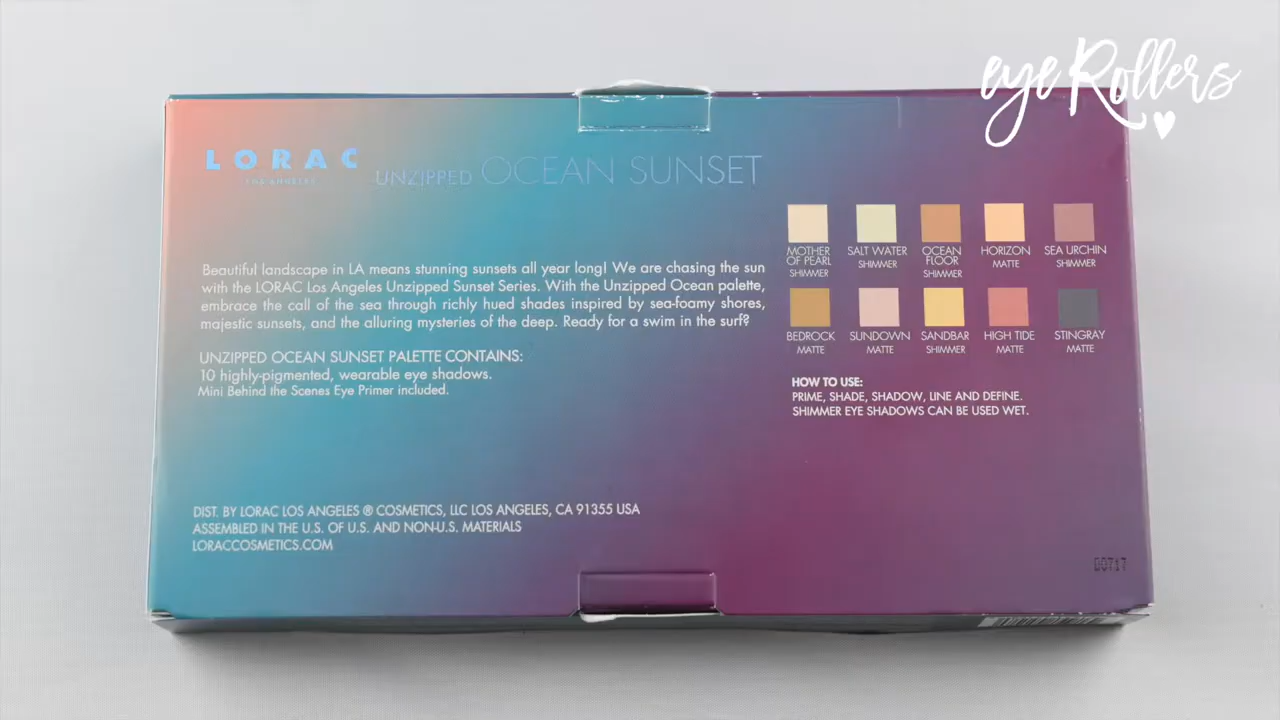 eye Rollers
LORAC
LOS ANGELES
UNZIPPED OCEAN SUNSET
Beautiful landscape in LA means stunning sunsets all year long! We are chasing the sun
with the LORAC Los Angeles Unzipped Sunset Series. With the Unzipped Ocean palette,
embrace the call of the sea through richly hued shades inspired by sea-foamy shores,
majestic sunsets, and the alluring mysteries of the deep. Ready for a swim in the surf?
UNZIPPED OCEAN SUNSET PALETTE CONTAINS:
10 highly-pigmented, wearable eye shadows.
Mini Behind the Scenes Eye Primer included.
DIST. BY LORAC LOS ANGELES ® COSMETICS, LLC LOS ANGELES, CA 91355 USA
ASSEMBLED IN THE U.S. OF U.S. AND NON-U.S. MATERIALS
LORACCOSMETICS.COM
MOTHER
OF PEARL
SHIMMER
SALT WATER
SHIMMER
OCEAN
FLOOR
SHIMMER
HORIZON
MATTE
SEA URCHIN
SHIMMER
BEDROCK
MATTE
SUNDOWN
MATTE
SANDBAR
SHIMMER
HIGH TIDE
MATTE
STINGRAY
MATTE
HOW TO USE:
PRIME, SHADE, SHADOW, LINE AND DEFINE.
SHIMMER EYE SHADOWS CAN BE USED WET.